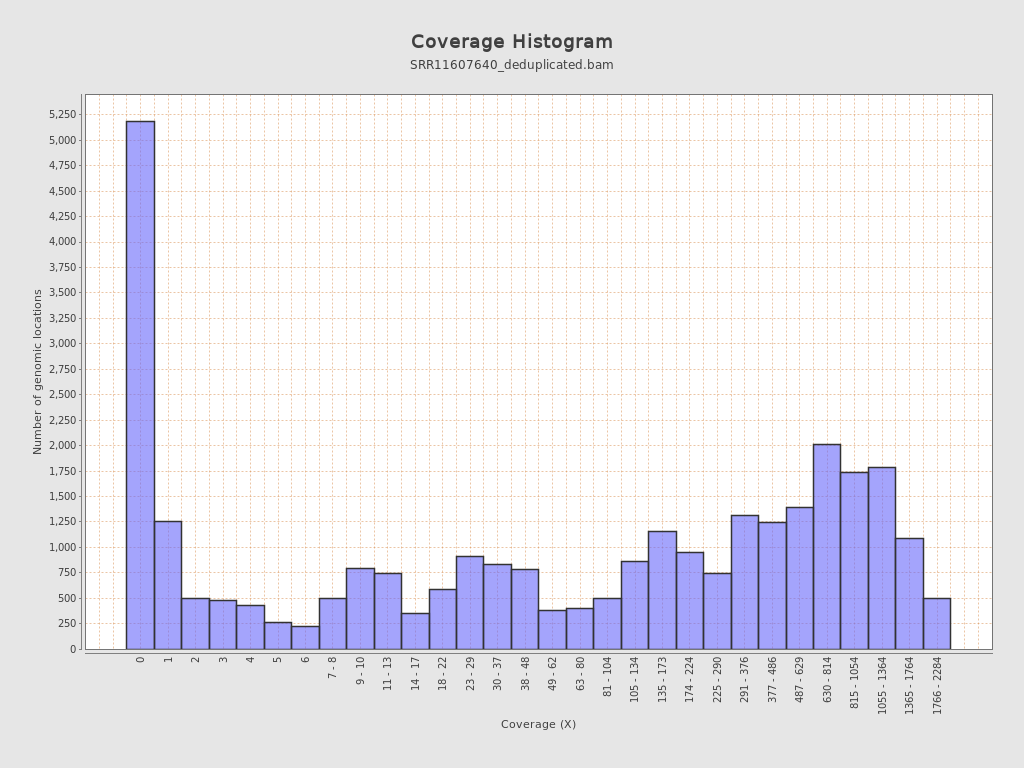 Coverage Histogram
SRR11607640_deduplicated.bam
Number of genomic locations
5,250
5,000
4,750
4,500
4,250
4,000
3,750
3,500
3,250
3,000
2,750
2,500
2,250
2,000
1,750
1,500
1,250
1,000
750
500
250
0
0
1
2
3
4
5
6
7 - 8
9 - 10
11 - 13
14 - 17
18 - 22
23 - 29
30 - 37
38 - 48
49 - 62
63 - 80
81 - 104
105 - 134
135 - 173
174 - 224
225 - 290
291 - 376
377 - 486
487 - 629
630 - 814
815 - 1054
1055 - 1364
1365 - 1764
1766 - 2284
Coverage (X)